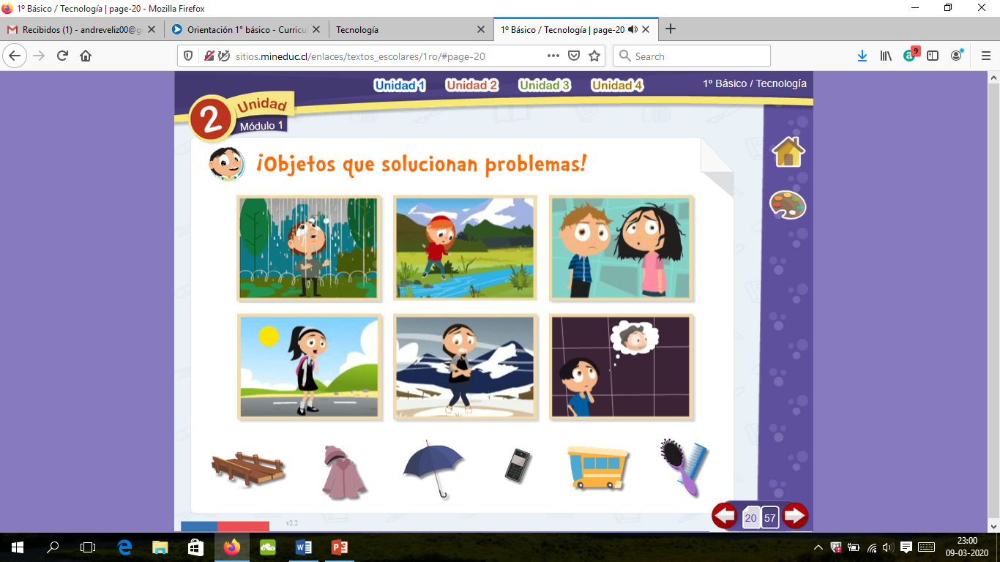 1º Básico / Tecnología | page-20 - Mozilla Firefox
Recibidos (1) - andreveliz00@g
Orientación 1° básico - Curricu
Tecnología
1º Básico / Tecnología | page-20
sitios.mineduc.cl/enlaces/textos_escolares/1ro/#page-20
Search
9
Unidad 1 Unidad 2 Unidad 3 Unidad 4
1º Básico / Tecnología
2 Unidad
Módulo 1
¡Objetos que solucionan problemas!
20 57
v2.2
23:00
09-03-2020